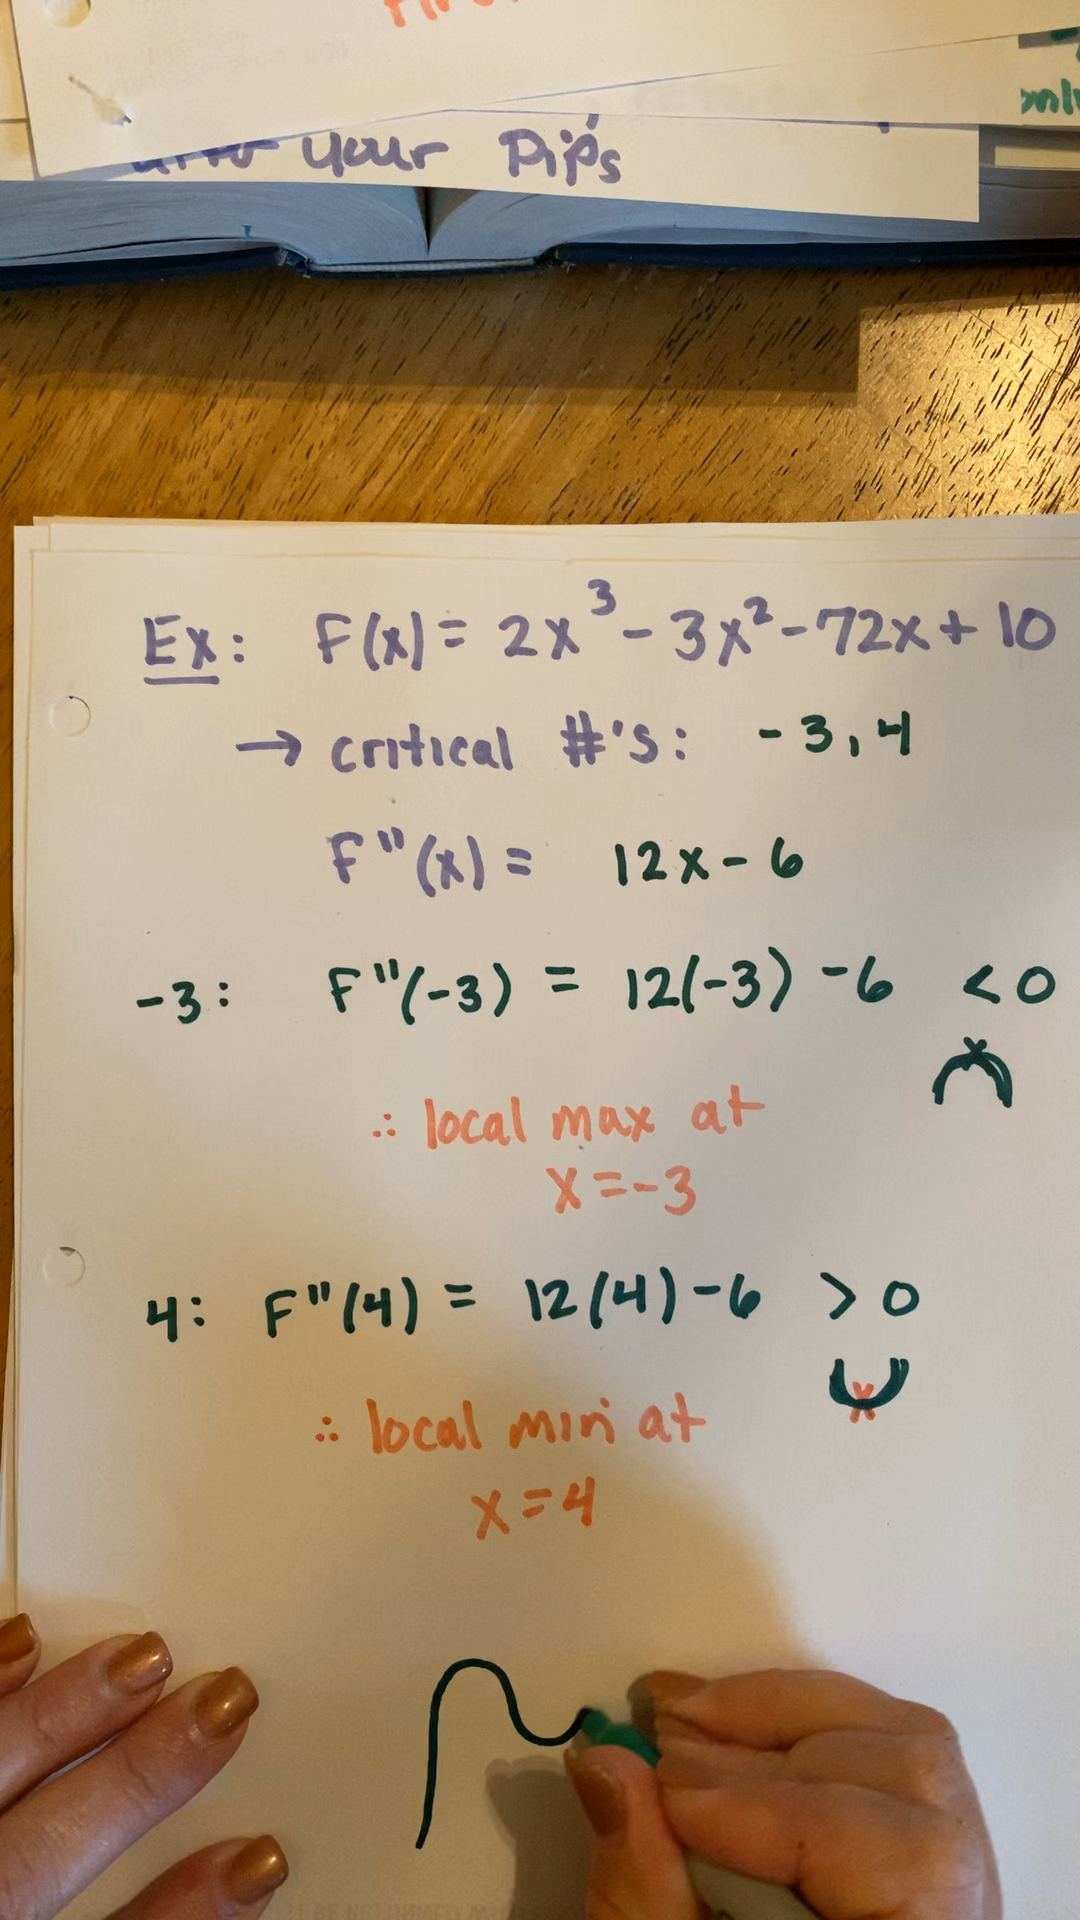 your Pips
Ex: F(x) = 2x³ - 3x² - 72x + 10
→ critical #'s: -3, 4
F"(x) = 12x - 6
-3: F"(-3) = 12(-3) - 6 < 0
∴ local max at
x = -3
4: F"(4) = 12(4) - 6 > 0
∴ local min at
x = 4